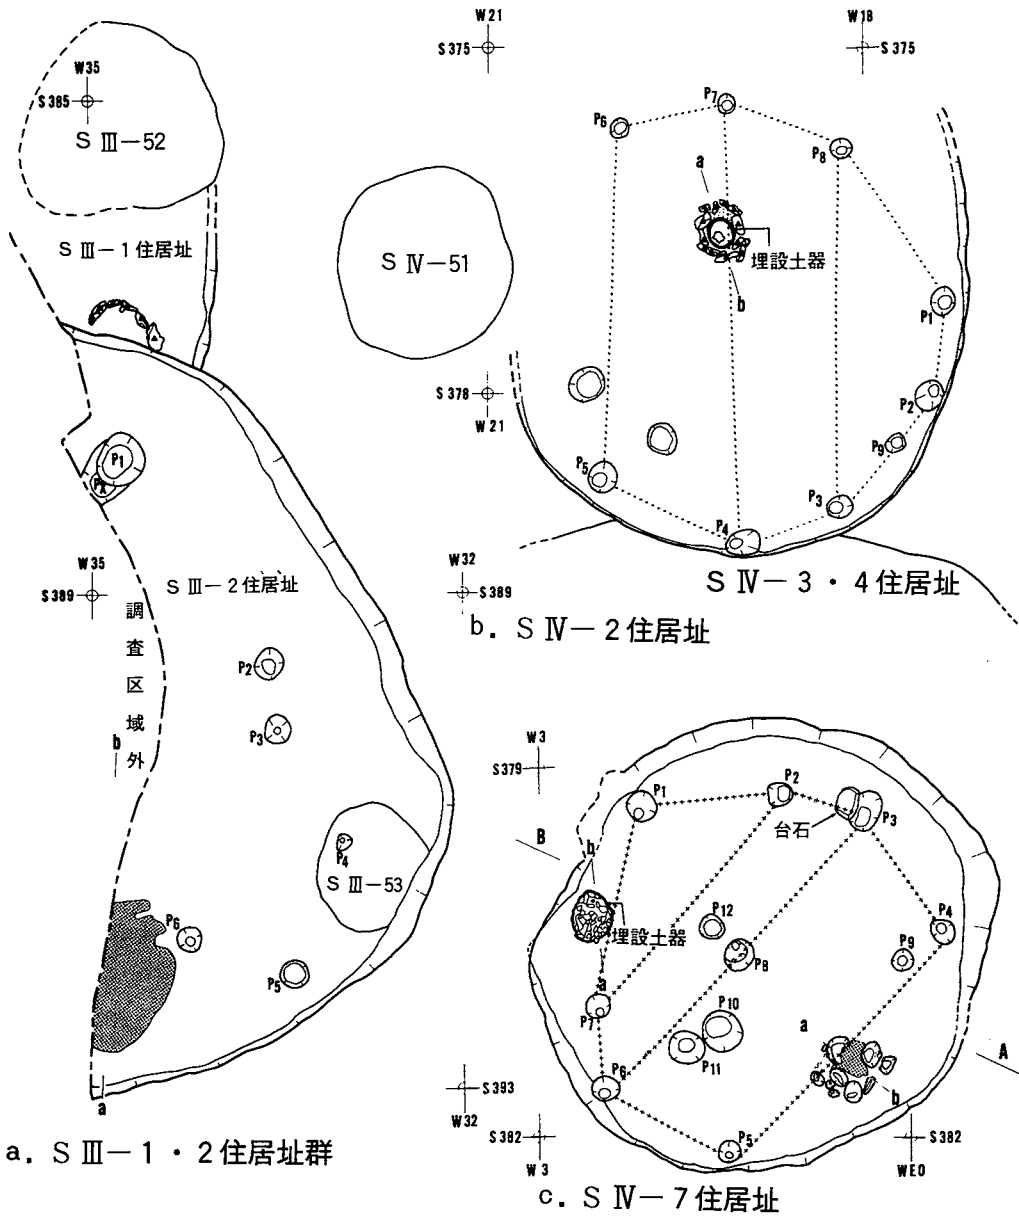 W35
S385
S Ⅲ－52
S Ⅲ－1住居址
P1
PX
W35
S389
S Ⅲ－2住居址
調査区域外
b
P2
P3
P4
S Ⅲ－53
P6
P5
a
W32
S389
S393
W32
a. S Ⅲ－1・2住居址群
S Ⅳ－51
W21
S375
W18
S375
P7
P6
P8
a
埋設土器
b
P1
S378
W21
P2
P9
P5
P3
P4
S Ⅳ－3・4住居址
b. S Ⅳ－2住居址
W3
S379
P1
P2
P3
台石
B
b
P4
P12
埋設土器
P8
P9
a
P7
P10
P11
a
A
P6
b
P5
S382
W3
S382
WE0
c. S Ⅳ－7住居址